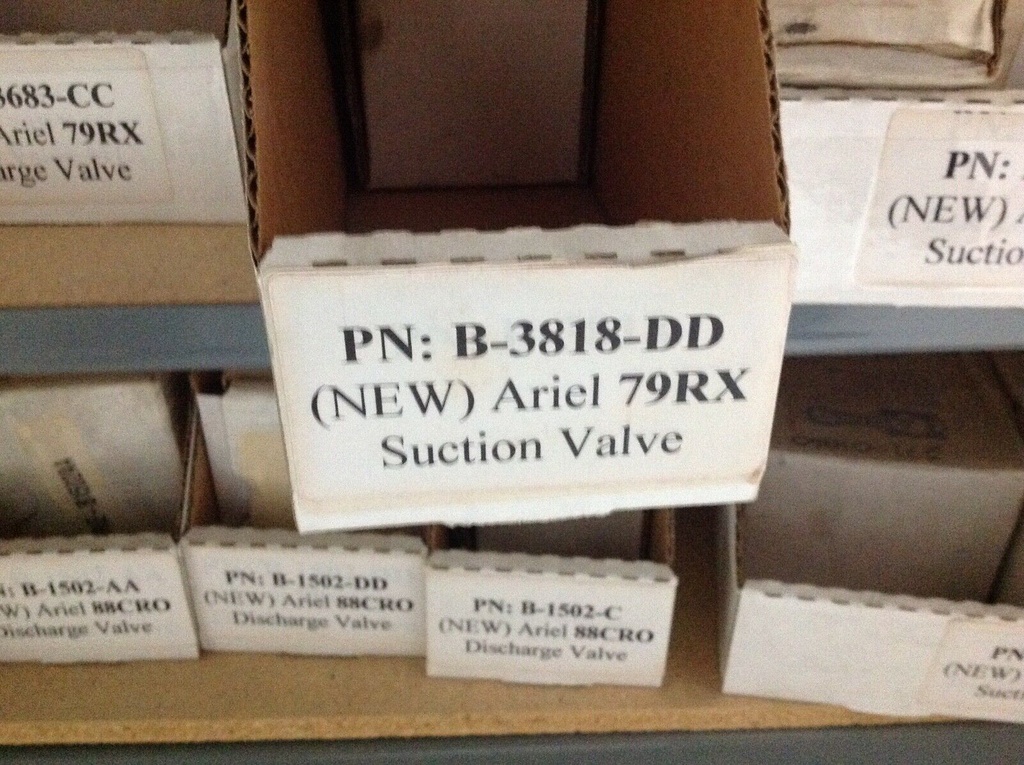 3683-CC
Ariel 79RX
Valve
PN: B-3818-DD
(NEW) Ariel 79RX
Suction Valve
PN:
(NEW)
B-1502-AA
Ariel 88CRO
Discharge Valve
PN: B-1502-DD
(NEW) Ariel 88CRO
Discharge Valve
PN: B-1502-C
(NEW) Ariel 88CRO
Discharge Valve
PN
(NEW)